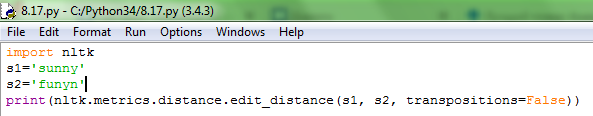 8.17.py - C:/Python34/8.17.py (3.4.3)
File Edit Format Run Options Windows Help
import nltk
s1='sunny'
s2='funyn'
print(nltk.metrics.distance.edit_distance(s1, s2, transpositions=False))